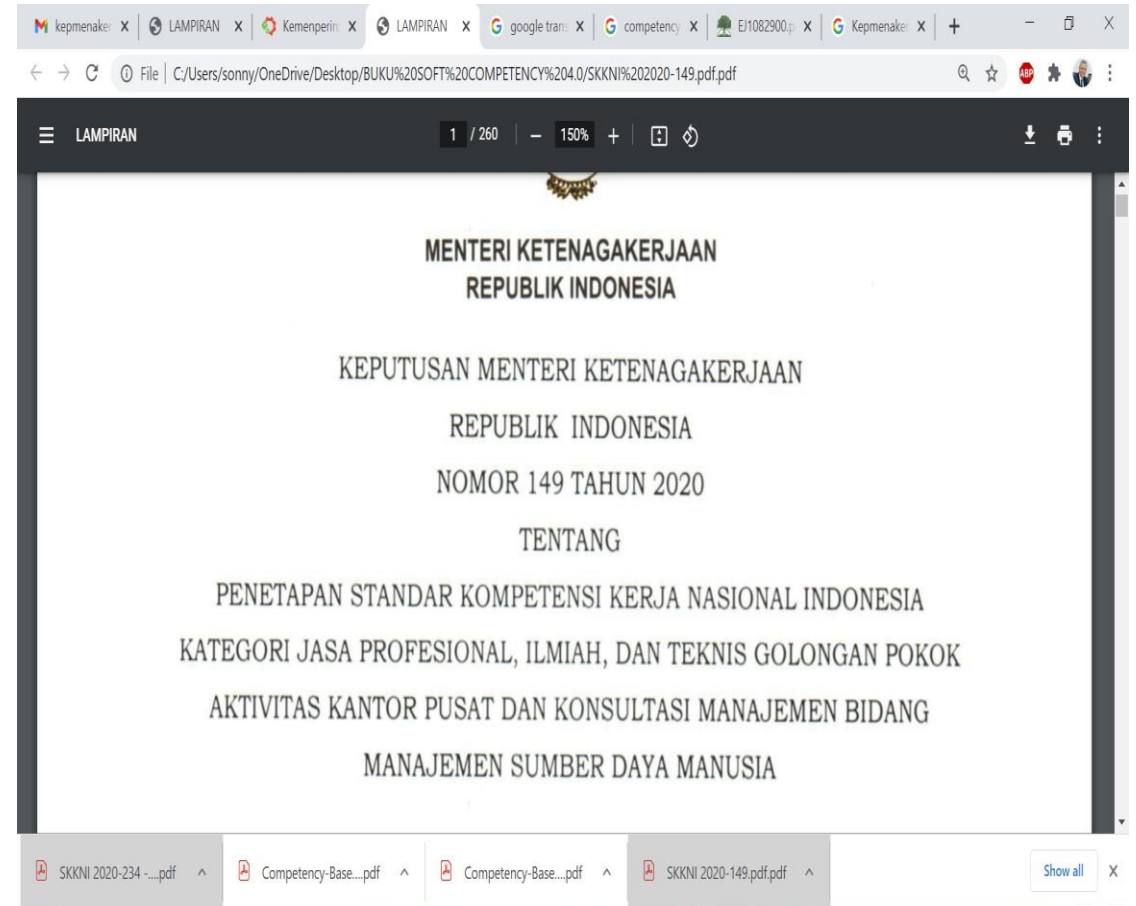 kepmenaker
LAMPIRAN
Kemenperin
LAMPIRAN
google trans
competency
EJ1082900.p
Kepmenaker
File | C:/Users/sonny/OneDrive/Desktop/BUKU%20SOFT%20COMPETENCY%204.0/SKKNI%202020-149.pdf.pdf
ABP
LAMPIRAN
1 / 260
150%
MENTERI KETENAGAKERJAAN
REPUBLIK INDONESIA
KEPUTUSAN MENTERI KETENAGAKERJAAN
REPUBLIK INDONESIA
NOMOR 149 TAHUN 2020
TENTANG
PENETAPAN STANDAR KOMPETENSI KERJA NASIONAL INDONESIA
KATEGORI JASA PROFESIONAL, ILMIAH, DAN TEKNIS GOLONGAN POKOK
AKTIVITAS KANTOR PUSAT DAN KONSULTASI MANAJEMEN BIDANG
MANAJEMEN SUMBER DAYA MANUSIA
SKKNI 2020-234 -....pdf
Competency-Base....pdf
Competency-Base....pdf
SKKNI 2020-149.pdf.pdf
Show all